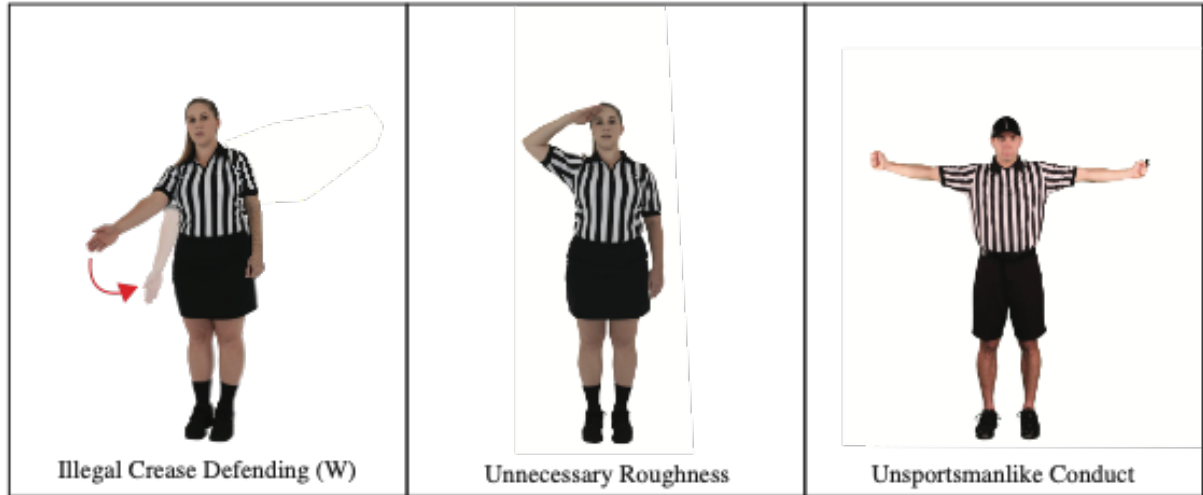 Illegal Crease Defending (W)
Unnecessary Roughness
Unsportsmanlike Conduct